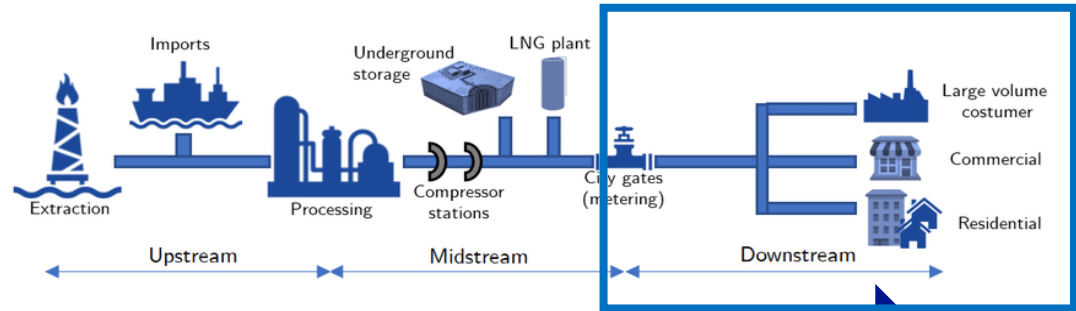 Imports
Underground
storage
LNG plant
Large volume
costumer
Commercial
Residential
Extraction
Processing
Compressor
stations
City gates
(metering)
Upstream
Midstream
Downstream